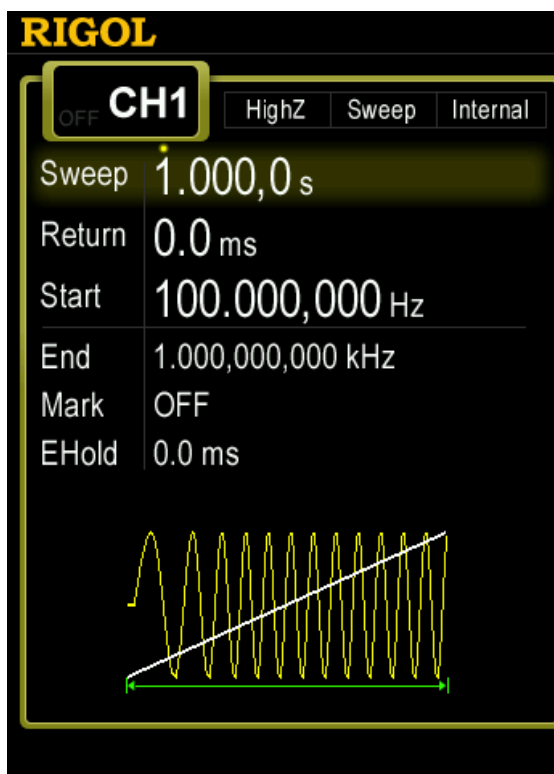 RIGOL
OFF CH1 HighZ Sweep Internal
Sweep 1.000,0 s
Return 0.0 ms
Start 100.000,000 Hz
End 1.000,000,000 kHz
Mark OFF
EHold 0.0 ms